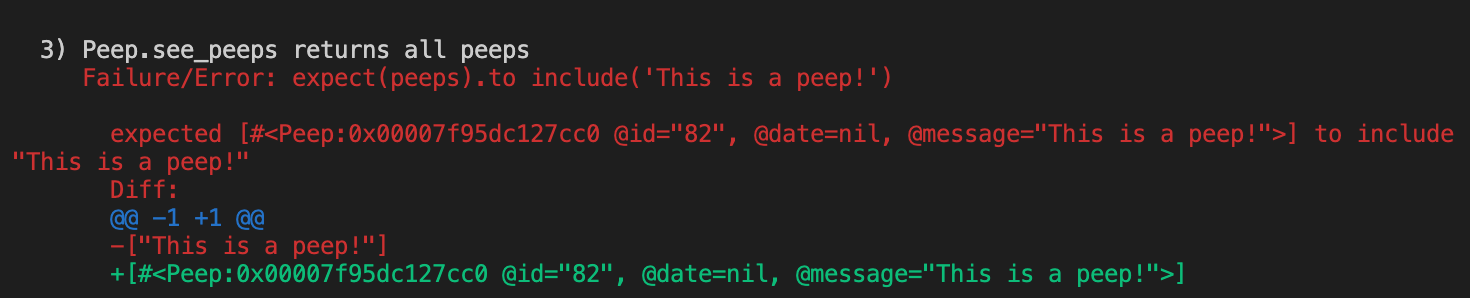 3) Peep.see_peeps returns all peeps
Failure/Error: expect(peeps).to include('This is a peep!')
expected [#<Peep:0x00007f95dc127cc0 @id="82", @date=nil, @message="This is a peep!">] to include
"This is a peep!"
Diff:
@@ -1 +1 @@
-["This is a peep!"]
+[#<Peep:0x00007f95dc127cc0 @id="82", @date=nil, @message="This is a peep!">]